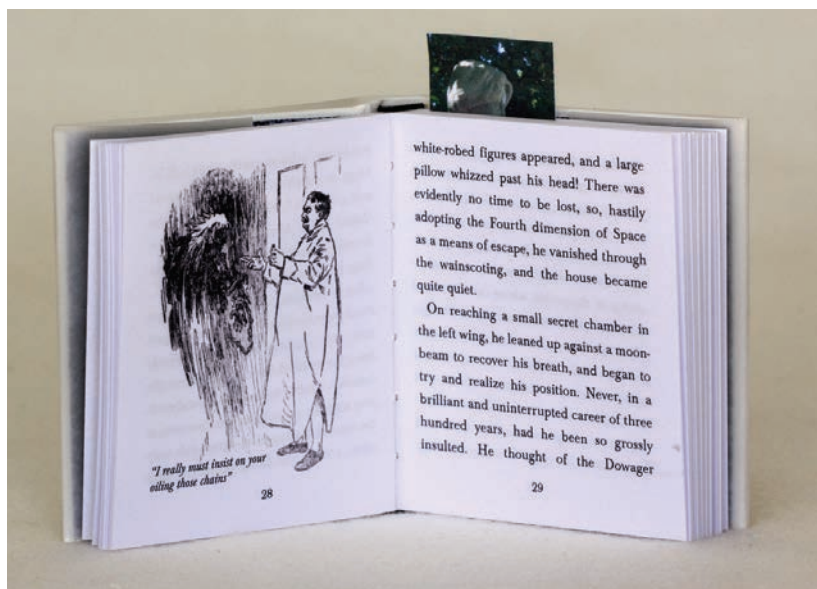 "I really must insist on your
oiling those chains"
28
white-robed figures appeared, and a large
pillow whizzed past his head! There was
evidently no time to be lost, so, hastily
adopting the Fourth dimension of Space
as a means of escape, he vanished through
the wainscoting, and the house became
quite quiet.
On reaching a small secret chamber in
the left wing, he leaned up against a moon-
beam to recover his breath, and began to
try and realize his position. Never, in a
brilliant and uninterrupted career of three
hundred years, had he been so grossly
insulted. He thought of the Dowager
29